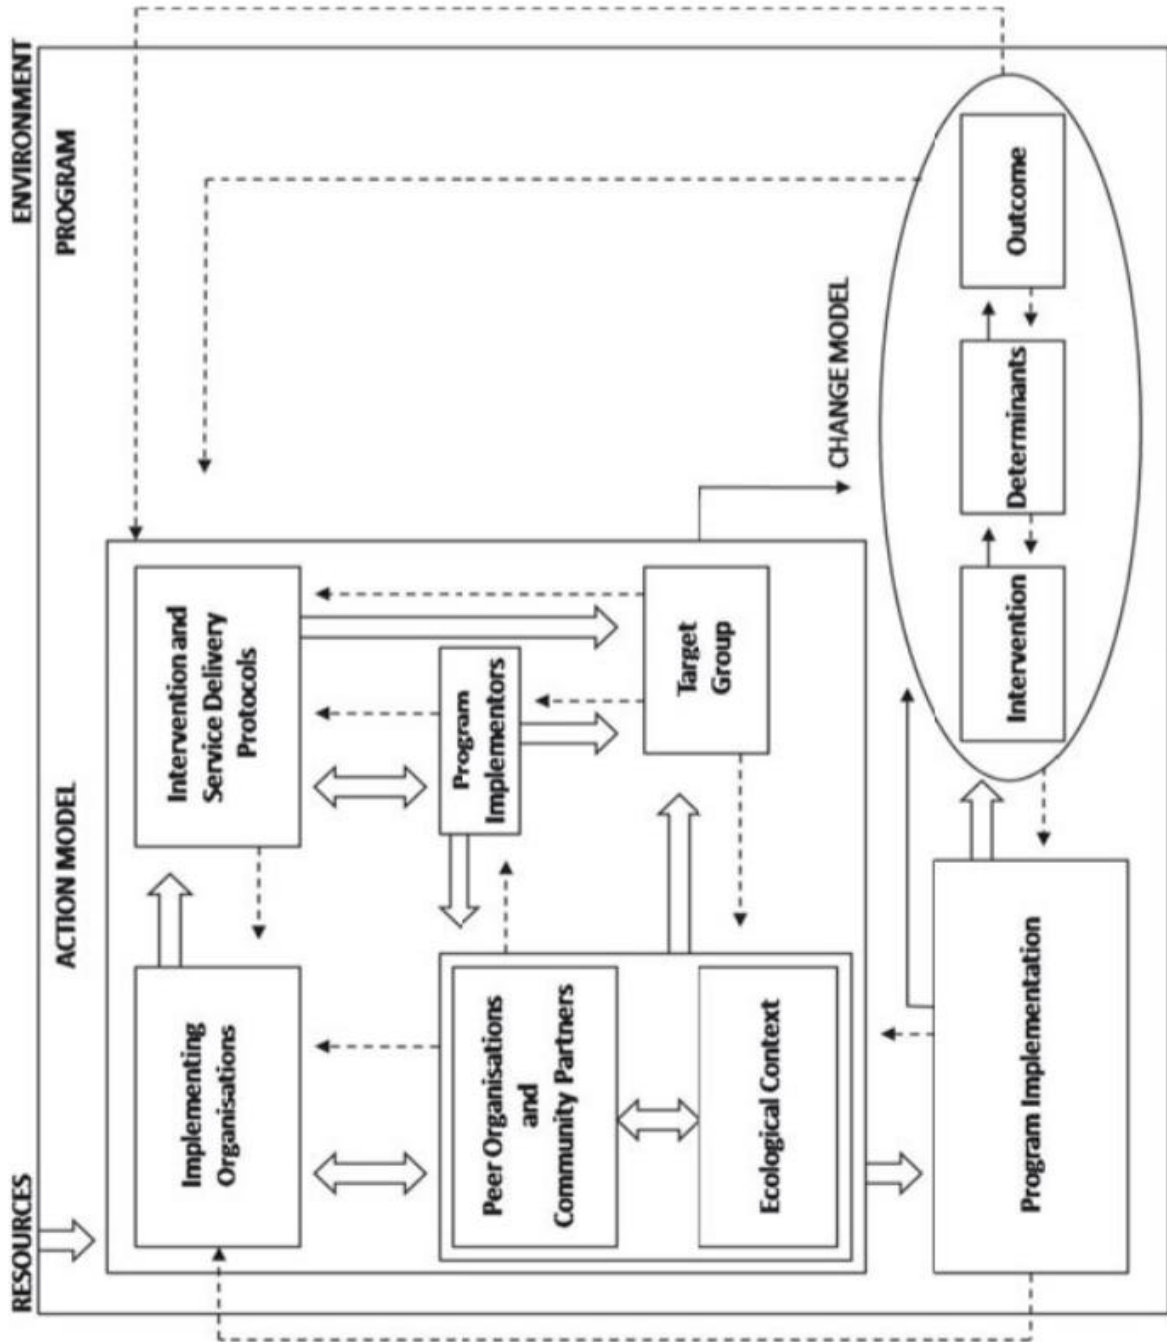 RESOURCES
ENVIRONMENT
ACTION MODEL
PROGRAM
Implementing
Organisations
Intervention and
Service Delivery
Protocols
Peer Organisations
and
Community Partners
Program
Implementors
Ecological Context
Target
Group
CHANGE MODEL
Program Implementation
Intervention
Determinants
Outcome